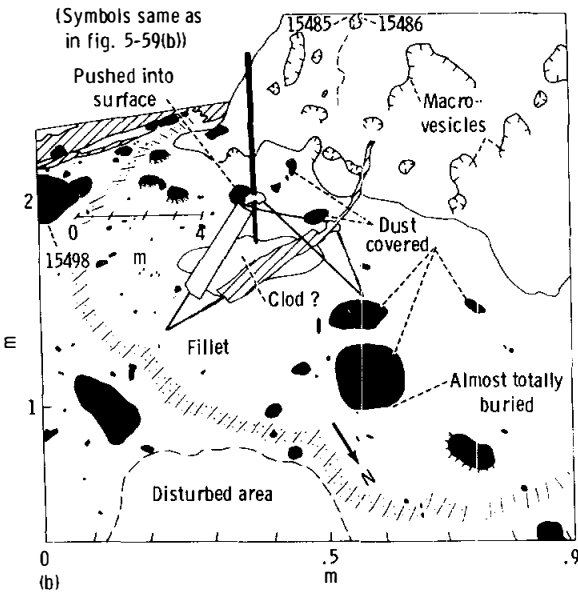 (Symbols same as
in fig. 5-59(b))
15485
15486
Pushed into
surface
Macro-
vesicles
2
0
4
m
15498
Dust
covered
Clod ?
m
Fillet
1
Almost totally
buried
N
Disturbed area
0
.5
.9
(b)
m